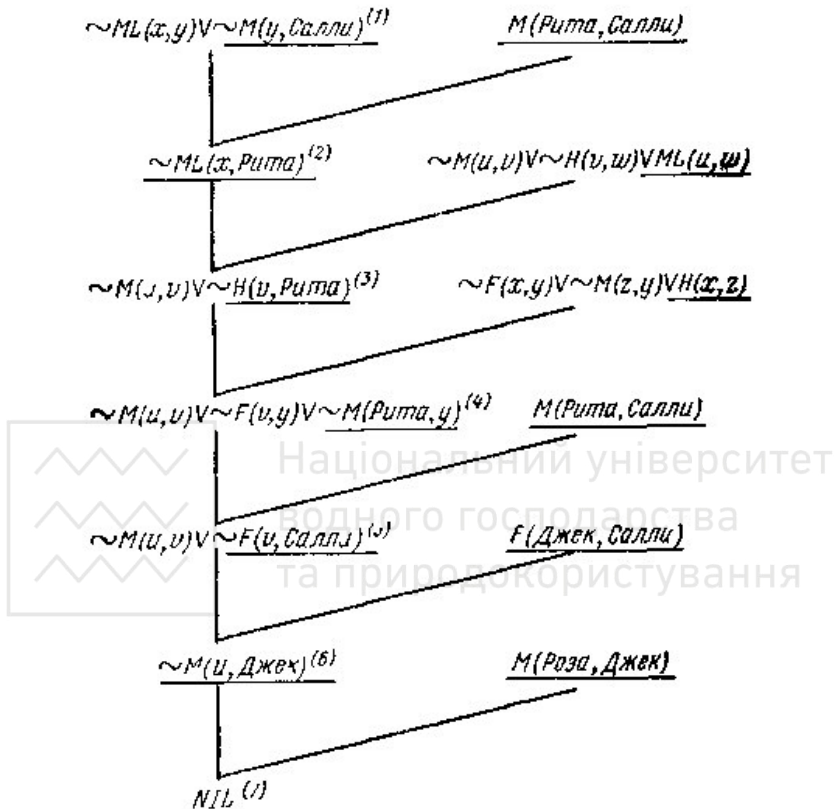 ~ML(x,y)V~M(y,Салли)⁽¹⁾ M(Рита,Салли)
~ML(x,Рита)⁽²⁾ ~M(u,υ)V~H(υ,w)VML(u,w)
~M(u,υ)V~H(υ,Рита)⁽³⁾ ~F(x,y)V~M(z,y)VH(x,z)
~M(u,υ)V~F(υ,y)V~M(Рита,y)⁽⁴⁾ M(Рита,Салли)
Національний університет
водного господарства
~M(u,υ)V~F(υ,Салли)⁽⁵⁾ F(Джек,Салли)
та природокористування
~M(u,Джек)⁽⁶⁾ M(Роза,Джек)
NIL⁽⁷⁾